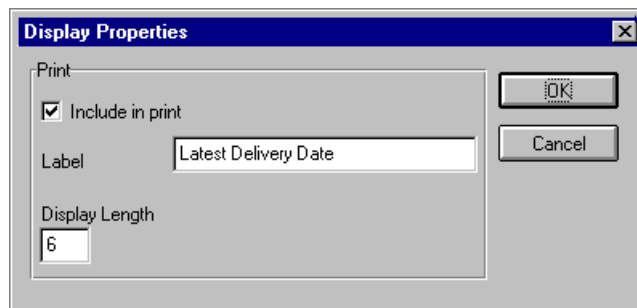 Display Properties
Print
Include in print
OK
Label
Latest Delivery Date
Cancel
Display Length
6